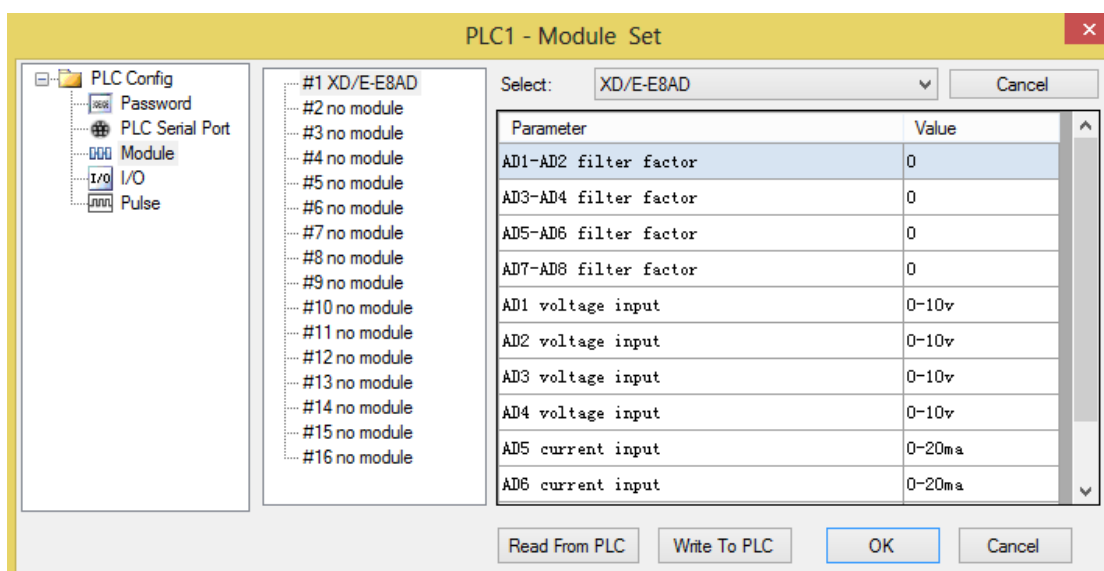 PLC1 - Module Set
PLC Config
Password
PLC Serial Port
Module
I/O
I/O
Pulse
#1 XD/E-E8AD
#2 no module
#3 no module
#4 no module
#5 no module
#6 no module
#7 no module
#8 no module
#9 no module
#10 no module
#11 no module
#12 no module
#13 no module
#14 no module
#15 no module
#16 no module
Select: XD/E-E8AD Cancel
Parameter Value
AD1-AD2 filter factor 0
AD3-AD4 filter factor 0
AD5-AD6 filter factor 0
AD7-AD8 filter factor 0
AD1 voltage input 0-10v
AD2 voltage input 0-10v
AD3 voltage input 0-10v
AD4 voltage input 0-10v
AD5 current input 0-20ma
AD6 current input 0-20ma
Read From PLC Write To PLC OK Cancel